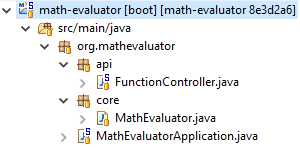 math-evaluator [boot] [math-evaluator 8e3d2a6]
src/main/java
org.mathevaluator
api
FunctionController.java
core
MathEvaluator.java
MathEvaluatorApplication.java